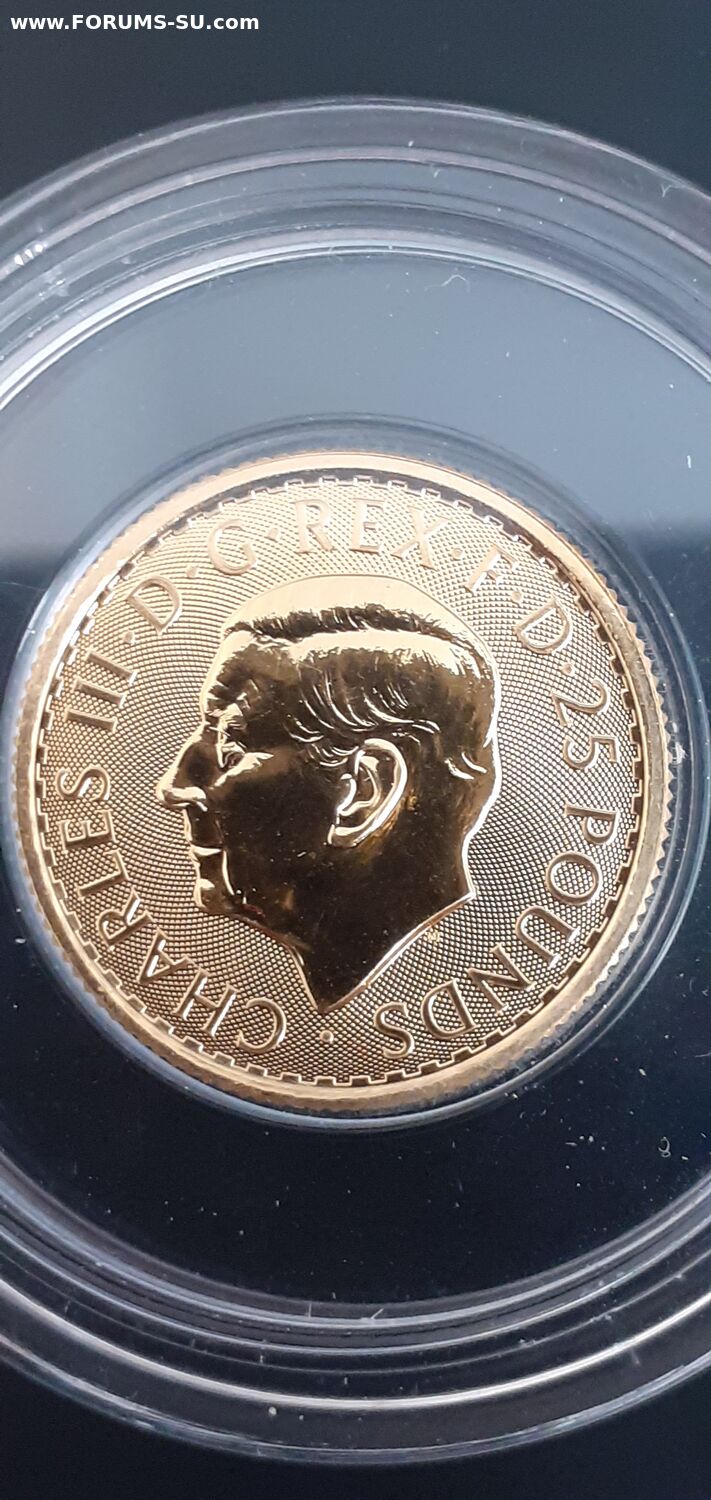 www.FORUMS-SU.com
CHARLES III · D · G · REX · F · D · 25 POUNDS ·